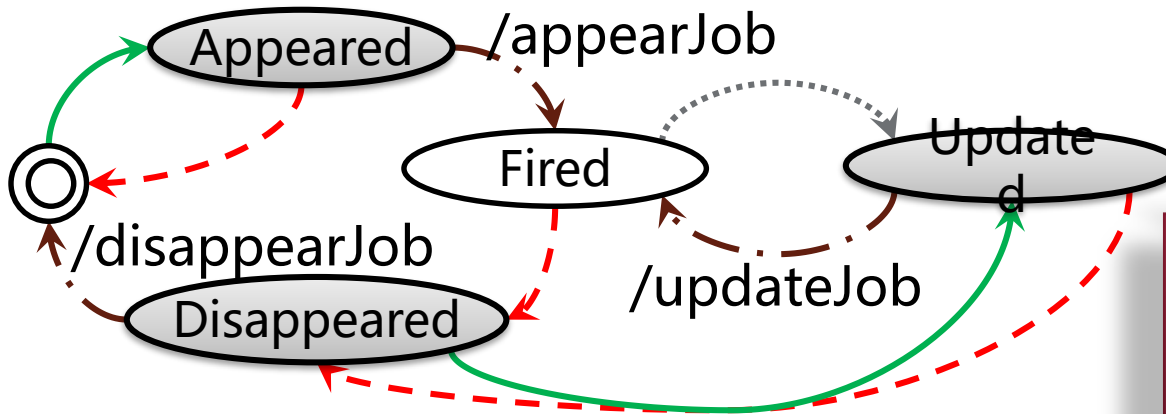 Appeared
/appearJob
Fired
Update
d
/disappearJob
/updateJob
Disappeared